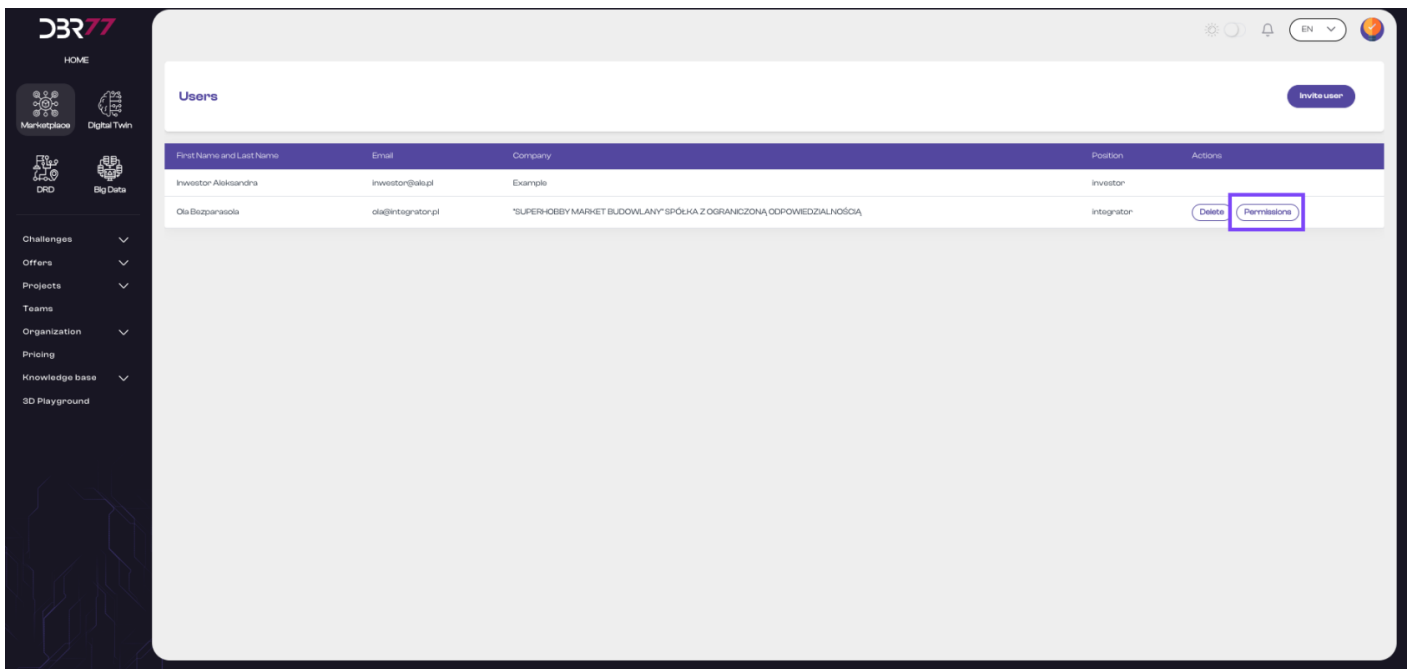 DBR77
HOME
EN
Marketplace
Digital Twin
DRD
Big Data
Challenges
Offers
Projects
Teams
Organization
Pricing
Knowledge base
3D Playground
Users
Invite user
First Name and Last Name Email Company Position Actions
Inwestor Aleksandra inwestor@ale.pl Example investor
Ola Bezparasola ola@integrator.pl "SUPERHOBBY MARKET BUDOWLANY" SPÓŁKA Z OGRANICZONĄ ODPOWIEDZIALNOŚCIĄ integrator Delete Permissions